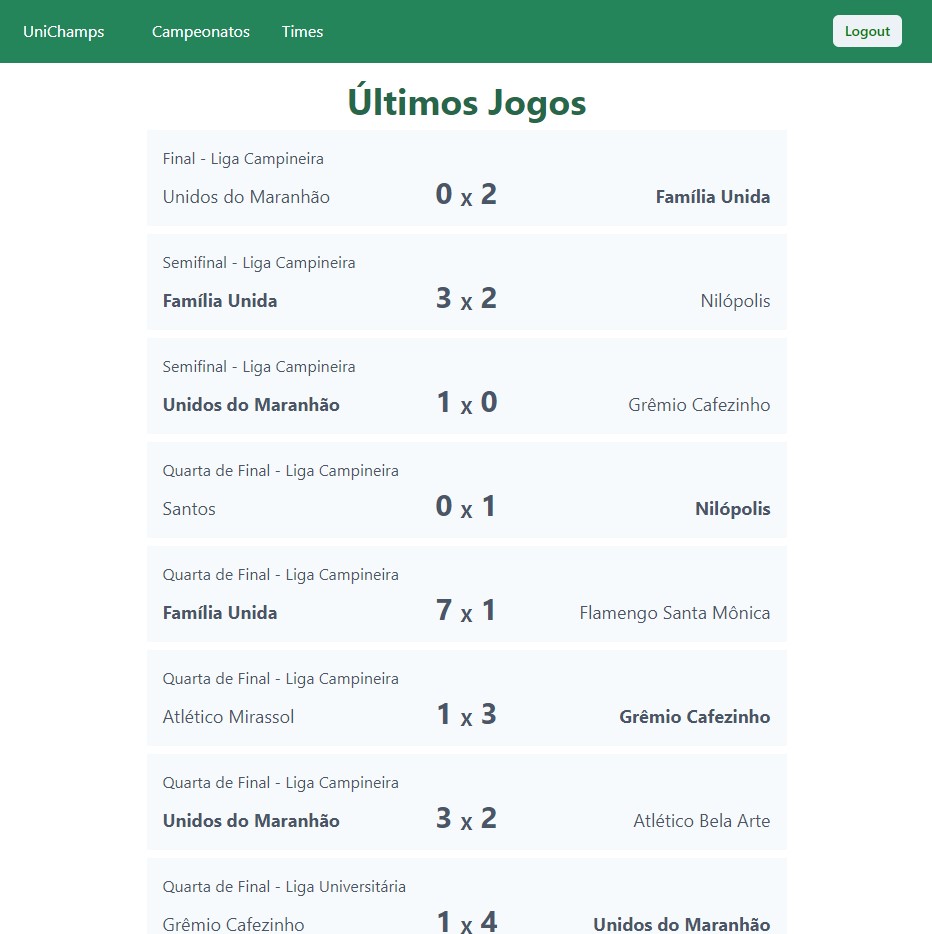 UniChamps Campeonatos Times Logout
Últimos Jogos
Final - Liga Campineira
Unidos do Maranhão 0 x 2 Família Unida
Semifinal - Liga Campineira
Família Unida 3 x 2 Nilópolis
Semifinal - Liga Campineira
Unidos do Maranhão 1 x 0 Grêmio Cafezinho
Quarta de Final - Liga Campineira
Santos 0 x 1 Nilópolis
Quarta de Final - Liga Campineira
Família Unida 7 x 1 Flamengo Santa Mônica
Quarta de Final - Liga Campineira
Atlético Mirassol 1 x 3 Grêmio Cafezinho
Quarta de Final - Liga Campineira
Unidos do Maranhão 3 x 2 Atlético Bela Arte
Quarta de Final - Liga Universitária
Grêmio Cafezinho 1 x 4 Unidos do Maranhão